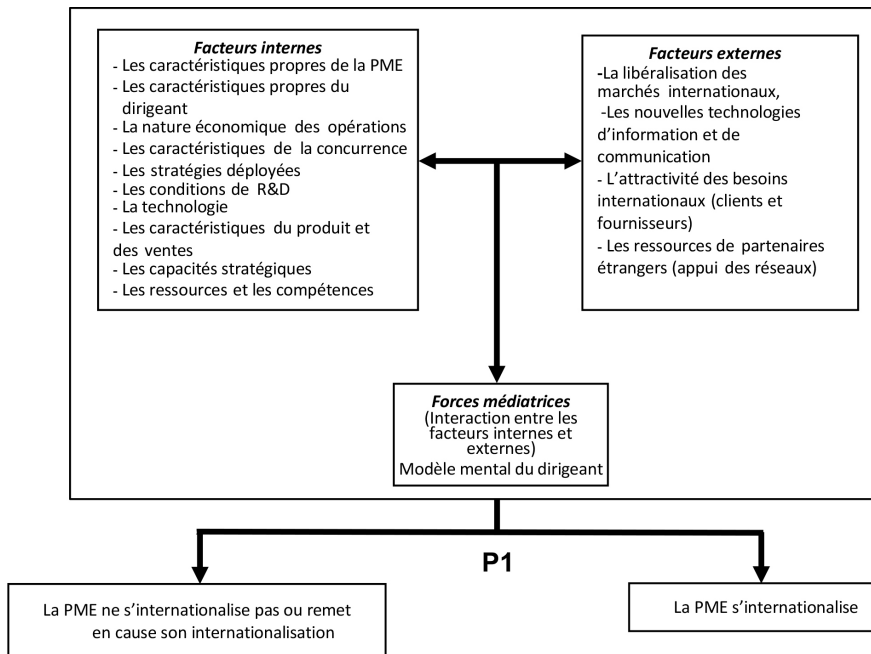 Facteurs internes
- Les caractéristiques propres de la PME
- Les caractéristiques propres du
dirigeant
- La nature économique des opérations
- Les caractéristiques de la concurrence
- Les stratégies déployées
- Les conditions de R&D
- La technologie
- Les caractéristiques du produit et
des ventes
- Les capacités stratégiques
- Les ressources et les compétences
Facteurs externes
-La libéralisation des
marchés internationaux,
-Les nouvelles technologies
d’information et de
communication
- L’attractivité des besoins
internationaux (clients et
fournisseurs)
- Les ressources de partenaires
étrangers (appui des réseaux)
Forces médiatrices
(Interaction entre les
facteurs internes et
externes)
Modèle mental du dirigeant
P1
La PME ne s’internationalise pas ou remet
en cause son internationalisation
La PME s’internationalise